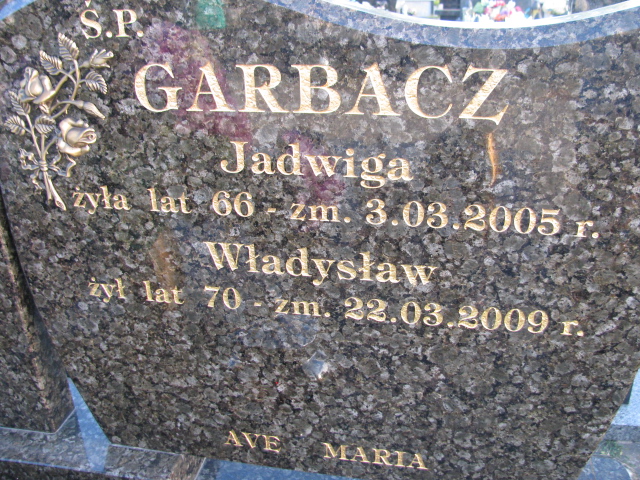 Ś.P.
GARBACZ
Jadwiga
żyła lat 66 - zm. 3.03.2005 r.
Władysław
żył lat 70 - zm. 22.03.2009 r.
AVE MARIA